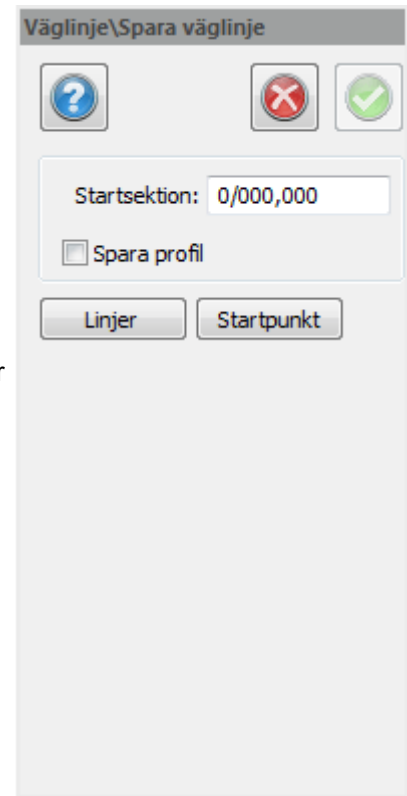 Väglinje\Spara väglinje
?
Startsektion: 0/000,000
Spara profil
Linjer Startpunkt
r